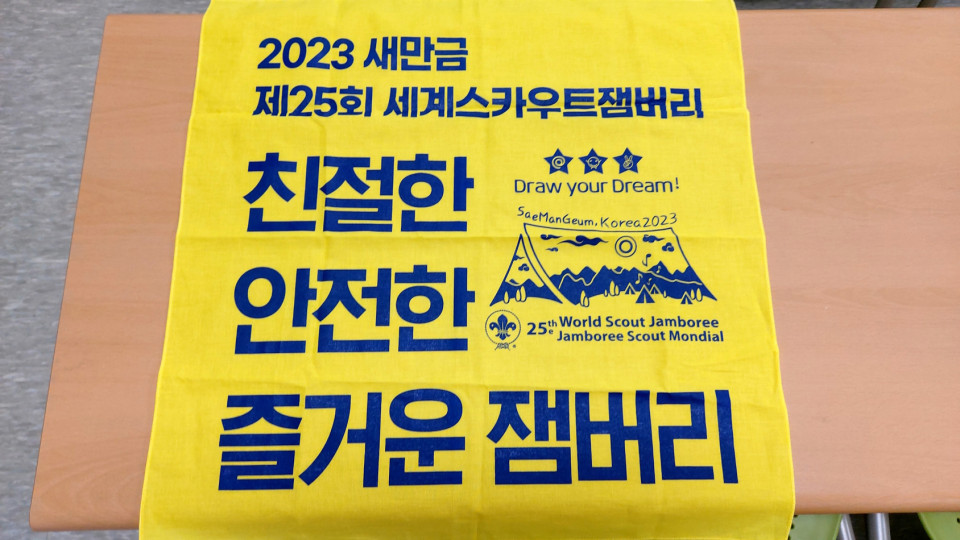 2023 새만금
제25회 세계스카우트잼버리
친절한
안전한
즐거운 잼버리
Draw your Dream!
SaeManGeum, Korea 2023
25th World Scout Jamboree
e Jamboree Scout Mondial